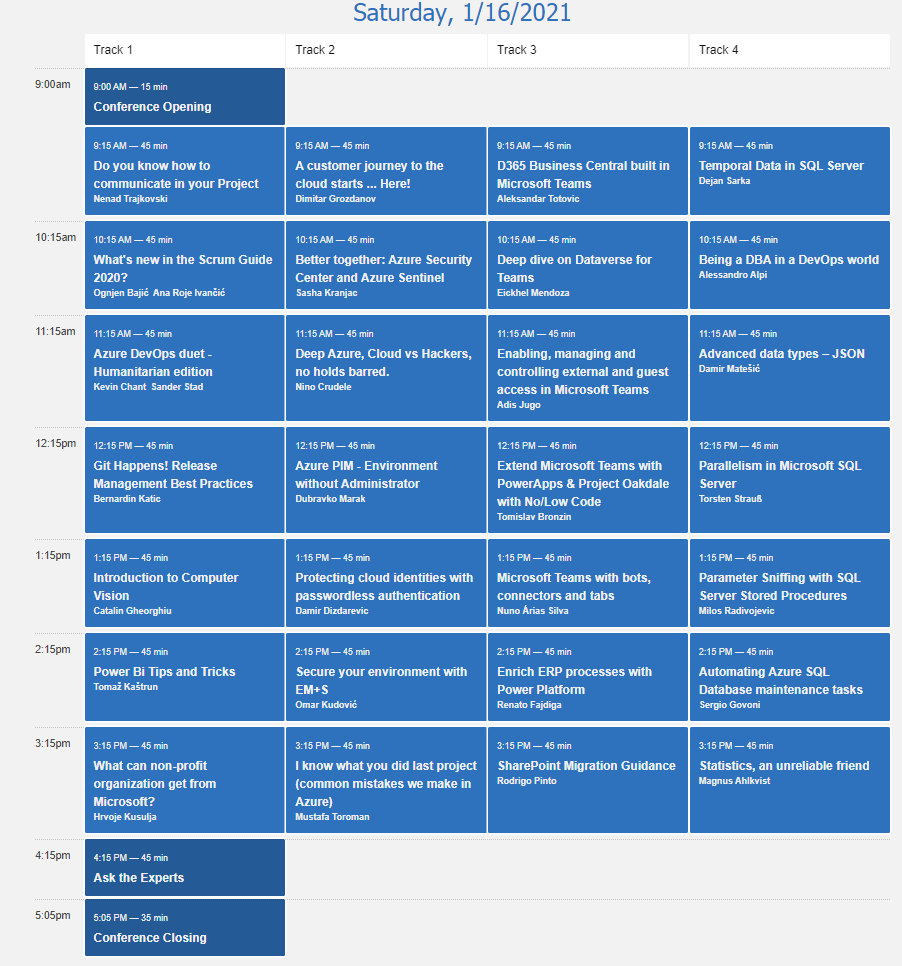 Saturday, 1/16/2021
Track 1
Track 2
Track 3
Track 4
9:00am
9:00 AM — 15 min
Conference Opening
9:15 AM — 45 min
Do you know how to
communicate in your Project
Nenad Trajkovski
9:15 AM — 45 min
A customer journey to the
cloud starts ... Here!
Dimitar Grozdanov
9:15 AM — 45 min
D365 Business Central built in
Microsoft Teams
Aleksandar Totovic
9:15 AM — 45 min
Temporal Data in SQL Server
Dejan Sarka
10:15am
10:15 AM — 45 min
What's new in the Scrum Guide
2020?
Ognjen Bajić Ana Roje Ivančić
10:15 AM — 45 min
Better together: Azure Security
Center and Azure Sentinel
Sasha Kranjac
10:15 AM — 45 min
Deep dive on Dataverse for
Teams
Eickhel Mendoza
10:15 AM — 45 min
Being a DBA in a DevOps world
Alessandro Alpi
11:15am
11:15 AM — 45 min
Azure DevOps duet -
Humanitarian edition
Kevin Chant Sander Stad
11:15 AM — 45 min
Deep Azure, Cloud vs Hackers,
no holds barred.
Nino Crudele
11:15 AM — 45 min
Enabling, managing and
controlling external and guest
access in Microsoft Teams
Adis Jugo
11:15 AM — 45 min
Advanced data types – JSON
Damir Matešić
12:15pm
12:15 PM — 45 min
Git Happens! Release
Management Best Practices
Bernardin Katic
12:15 PM — 45 min
Azure PIM - Environment
without Administrator
Dubravko Marak
12:15 PM — 45 min
Extend Microsoft Teams with
PowerApps & Project Oakdale
with No/Low Code
Tomislav Bronzin
12:15 PM — 45 min
Parallelism in Microsoft SQL
Server
Torsten Strauß
1:15pm
1:15 PM — 45 min
Introduction to Computer
Vision
Catalin Gheorghiu
1:15 PM — 45 min
Protecting cloud identities with
passwordless authentication
Damir Dizdarevic
1:15 PM — 45 min
Microsoft Teams with bots,
connectors and tabs
Nuno Árias Silva
1:15 PM — 45 min
Parameter Sniffing with SQL
Server Stored Procedures
Milos Radivojevic
2:15pm
2:15 PM — 45 min
Power Bi Tips and Tricks
Tomaž Kaštrun
2:15 PM — 45 min
Secure your environment with
EM+S
Omar Kudović
2:15 PM — 45 min
Enrich ERP processes with
Power Platform
Renato Fajdiga
2:15 PM — 45 min
Automating Azure SQL
Database maintenance tasks
Sergio Govoni
3:15pm
3:15 PM — 45 min
What can non-profit
organization get from
Microsoft?
Hrvoje Kusulja
3:15 PM — 45 min
I know what you did last project
(common mistakes we make in
Azure)
Mustafa Toroman
3:15 PM — 45 min
SharePoint Migration Guidance
Rodrigo Pinto
3:15 PM — 45 min
Statistics, an unreliable friend
Magnus Ahlkvist
4:15pm
4:15 PM — 45 min
Ask the Experts
5:05pm
5:05 PM — 35 min
Conference Closing